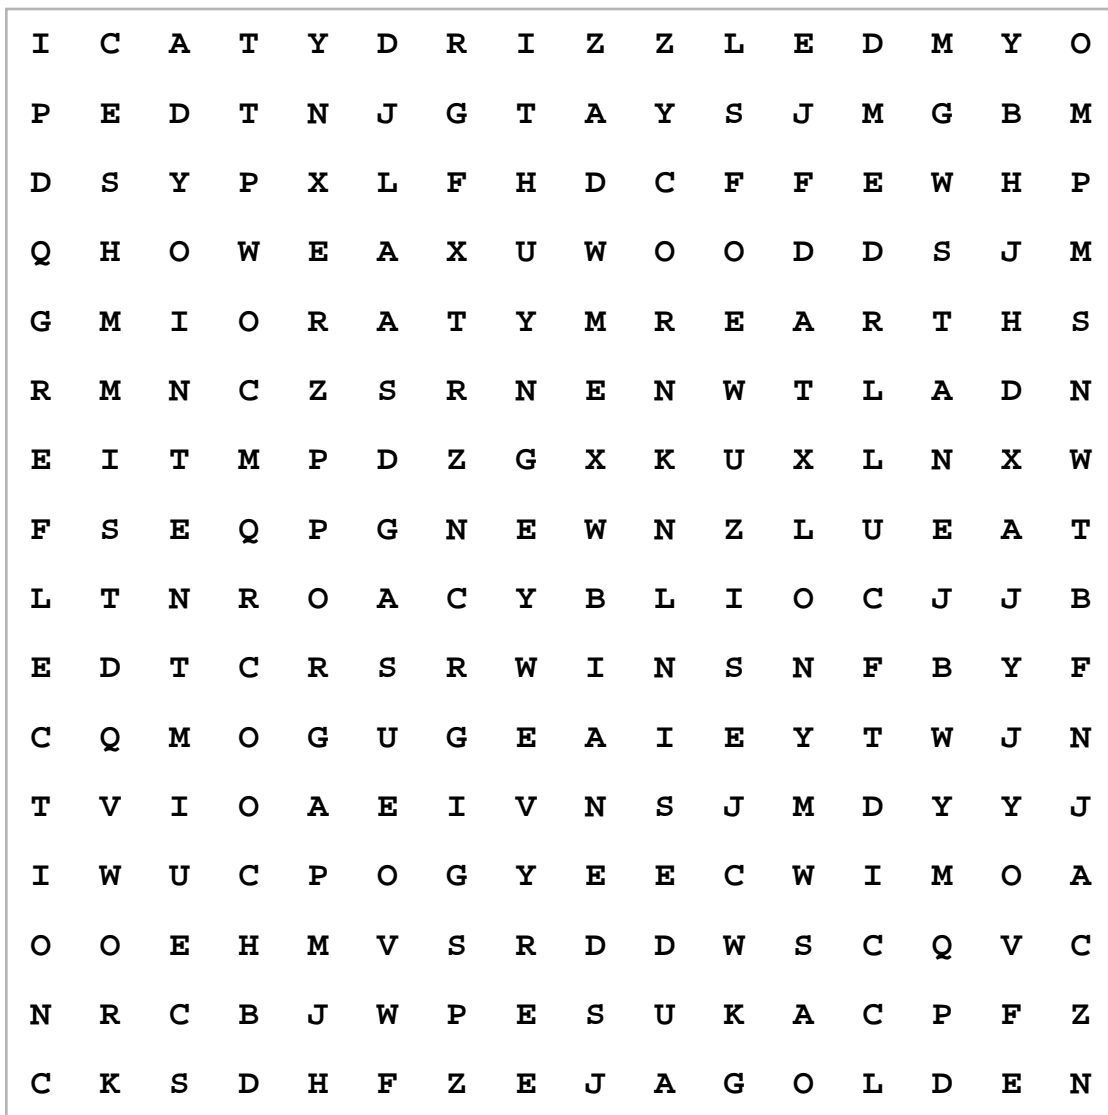 I C A T Y D R I Z Z L E D M Y O
P E D T N J G T A Y S J M G B M
D S Y P X L F H D C F F E W H P
Q H O W E A X U W O O D D S J M
G M I O R A T Y M R E A R T H S
R M N C Z S R N E N W T L A D N
E I T M P D Z G X K U X L N X W
F S E Q P G N E W N Z L U E A T
L T N R O A C Y B L I O C J J B
E D T C R S R W I N S N F B Y F
C Q M O G U G E A I E Y T W J N
T V I O A E I V N S J M D Y Y J
I W U C P O G Y E E C W I M O A
O O E H M V S R D D W S C Q V C
N R C B J W P E S U K A C P F Z
C K S D H F Z E J A G O L D E N